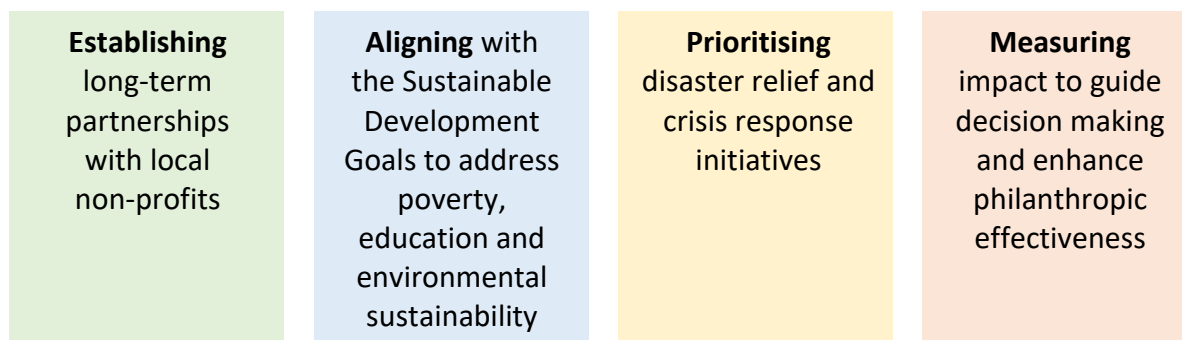 Establishing
long-term
partnerships
with local
non-profits
Aligning with
the Sustainable
Development
Goals to address
poverty,
education and
environmental
sustainability
Prioritising
disaster relief and
crisis response
initiatives
Measuring
impact to guide
decision making
and enhance
philanthropic
effectiveness